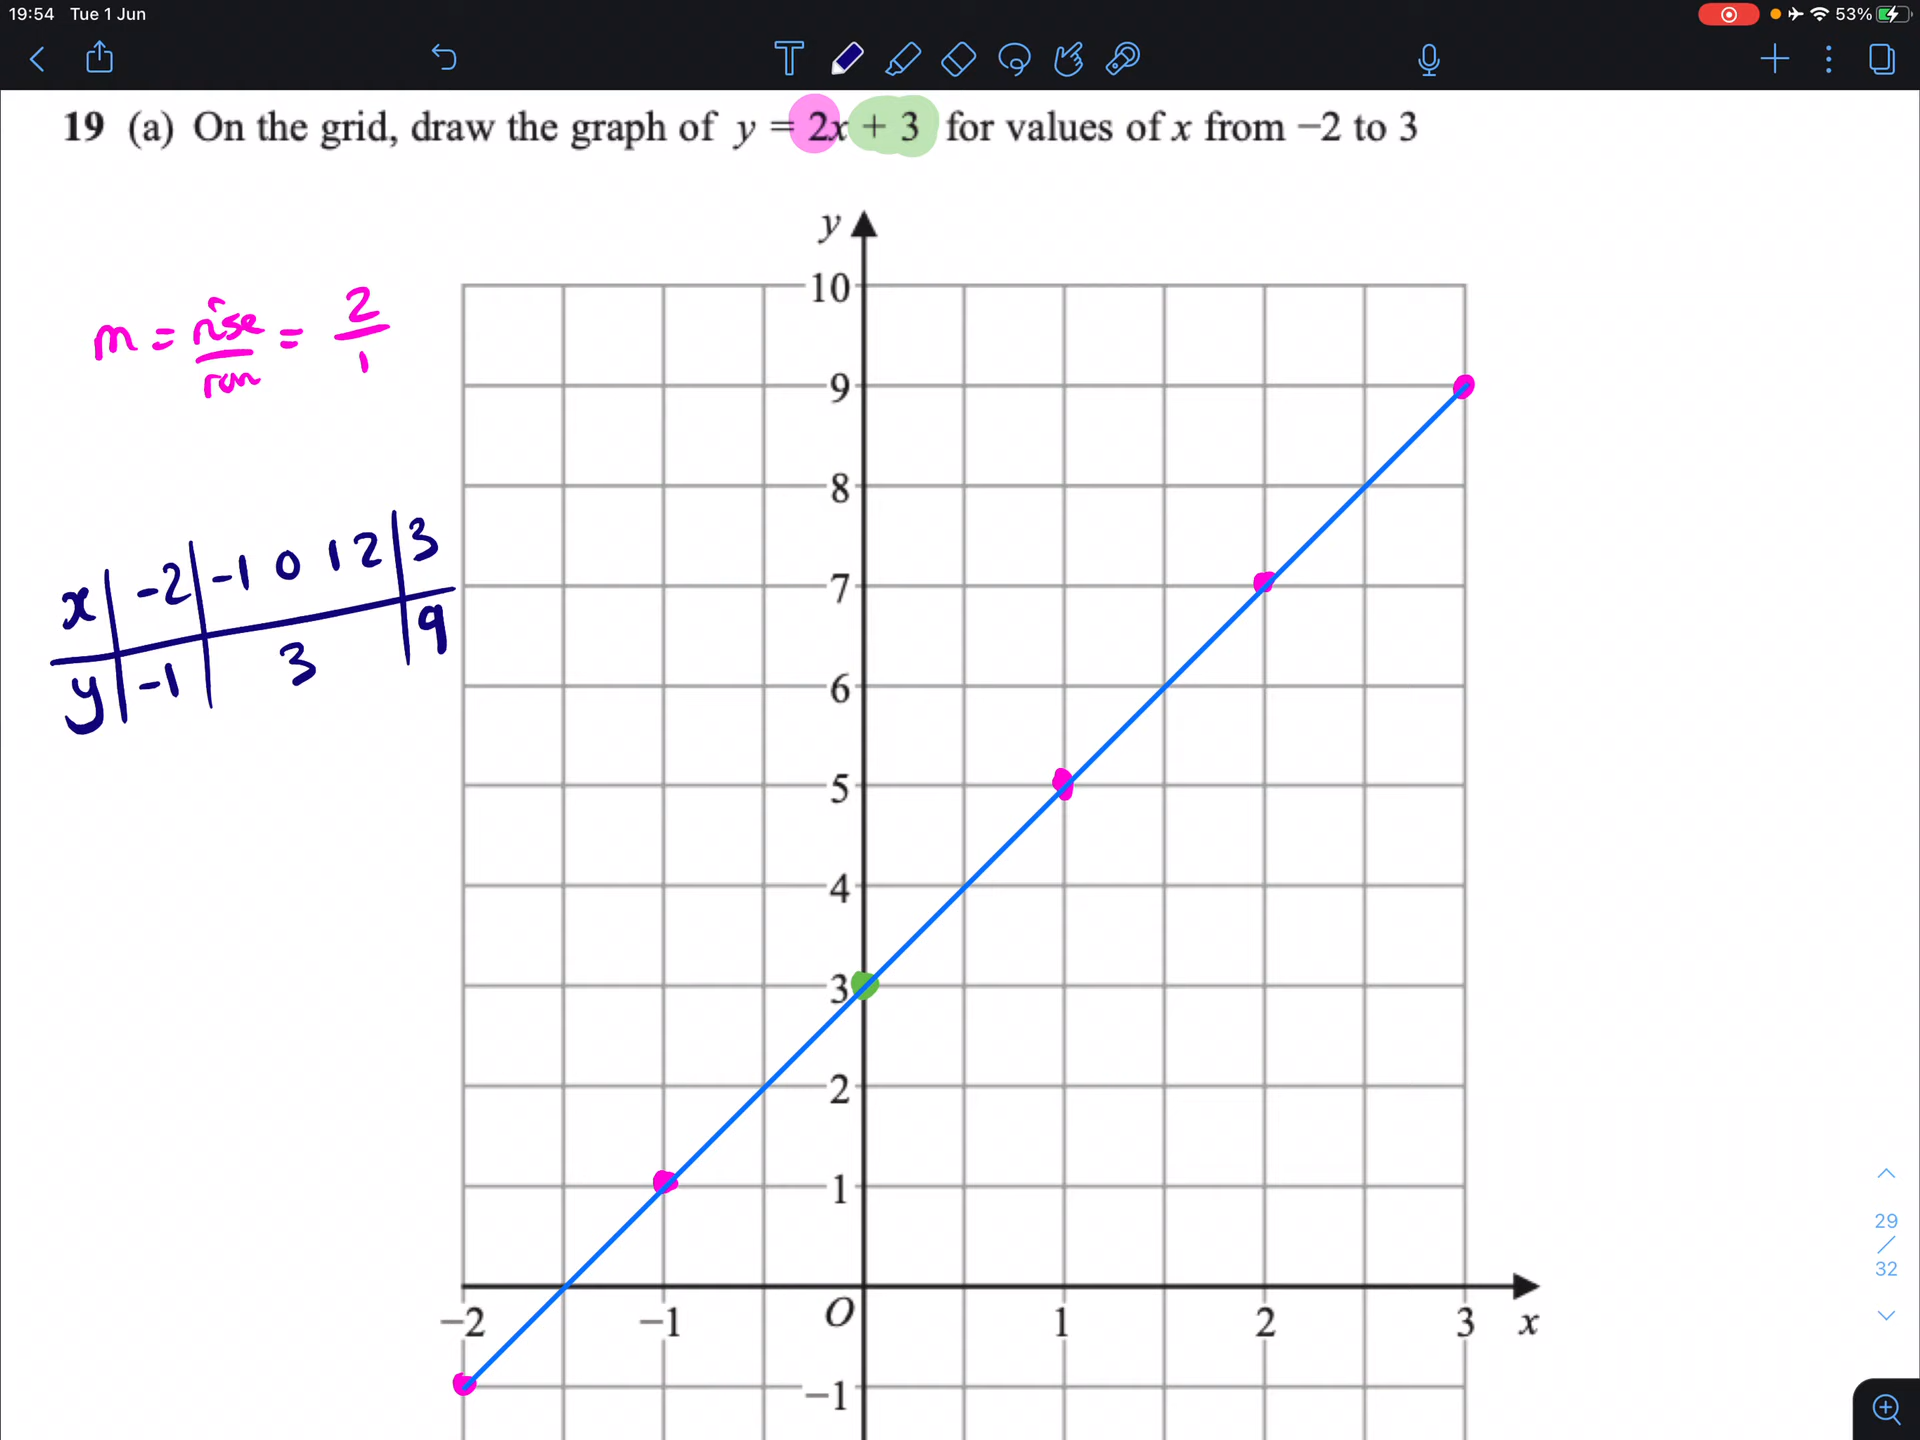 19:54 Tue 1 Jun 53%
19 (a) On the grid, draw the graph of y = 2x + 3 for values of x from −2 to 3
y
10
9
8
7
6
5
4
3
2
1
−2 −1 O 1 2 3 x
−1
m = rise/run = 2/1
x | -2 | -1 0 1 2 | 3
y | -1 | 3 | 9
29
/
32